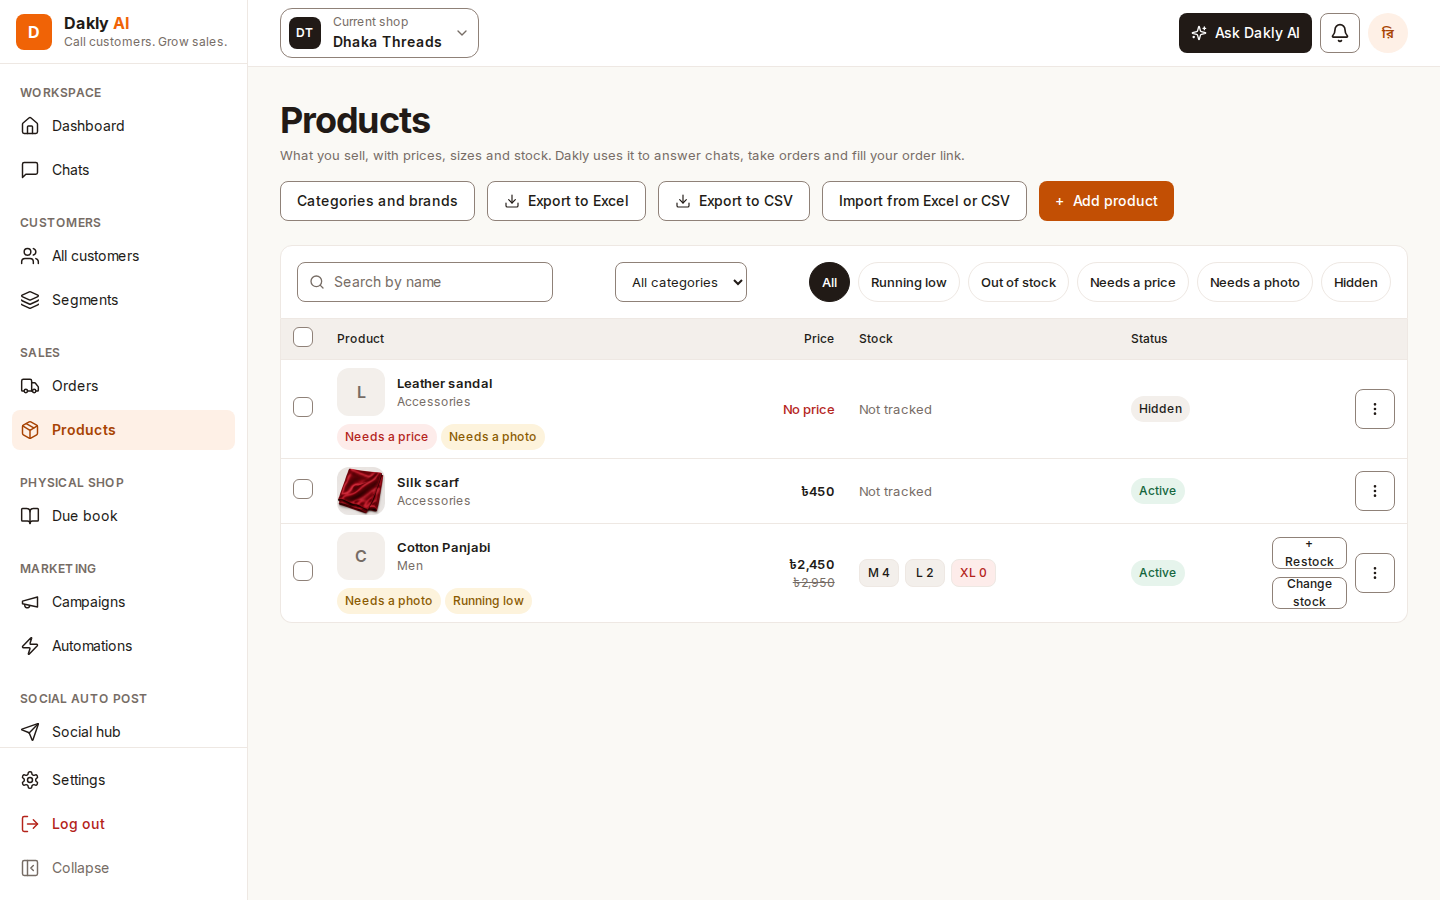 D
Dakly AI
Call customers. Grow sales.
WORKSPACE
Dashboard
Chats
CUSTOMERS
All customers
Segments
SALES
Orders
Products
PHYSICAL SHOP
Due book
MARKETING
Campaigns
Automations
SOCIAL AUTO POST
Social hub
Settings
Log out
Collapse
DT
Current shop
Dhaka Threads
Ask Dakly AI
রি
Products
What you sell, with prices, sizes and stock. Dakly uses it to answer chats, take orders and fill your order link.
Categories and brands
Export to Excel
Export to CSV
Import from Excel or CSV
+ Add product
Search by name
All categories
All
Running low
Out of stock
Needs a price
Needs a photo
Hidden
Product
Price
Stock
Status
L
Leather sandal
Accessories
Needs a price
Needs a photo
No price
Not tracked
Hidden
Silk scarf
Accessories
৳450
Not tracked
Active
C
Cotton Panjabi
Men
Needs a photo
Running low
৳2,450
৳2,950
M 4
L 2
XL 0
Active
+
Restock
Change
stock